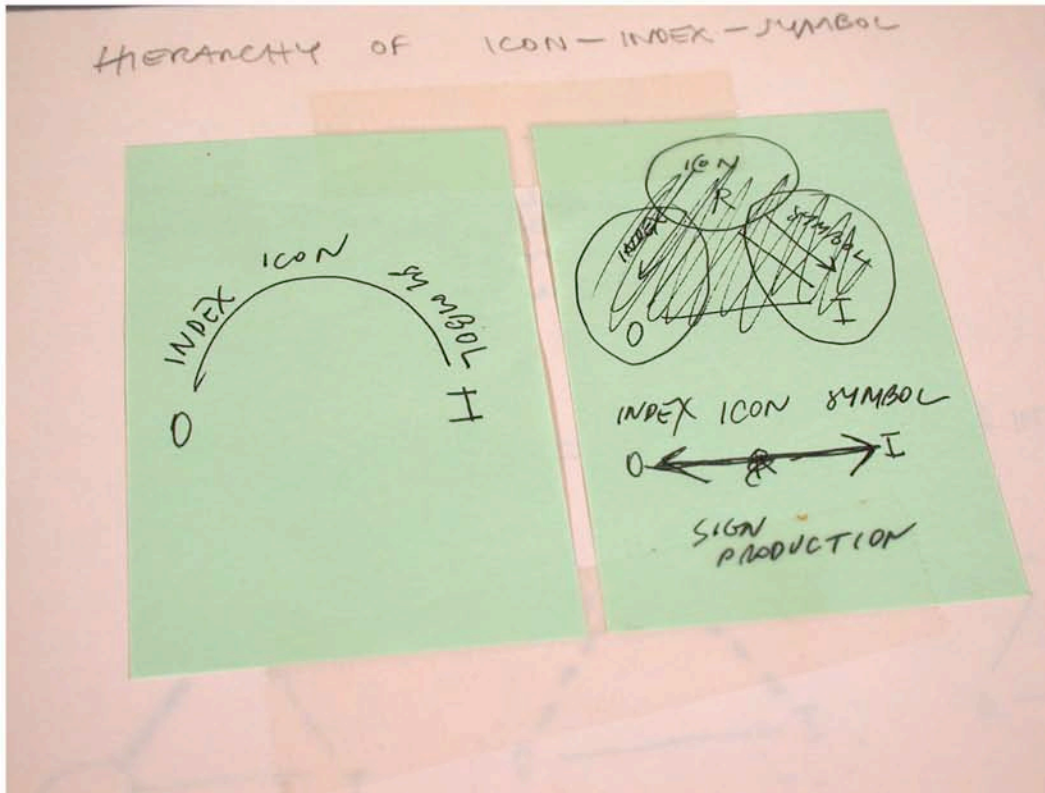 HIERARCHY OF ICON-INDEX-SYMBOL
INDEX
ICON
SYMBOL
O
I
ICON
R
INDEX
SYMBOL
O
I
INDEX ICON SYMBOL
O
R
I
SIGN
PRODUCTION